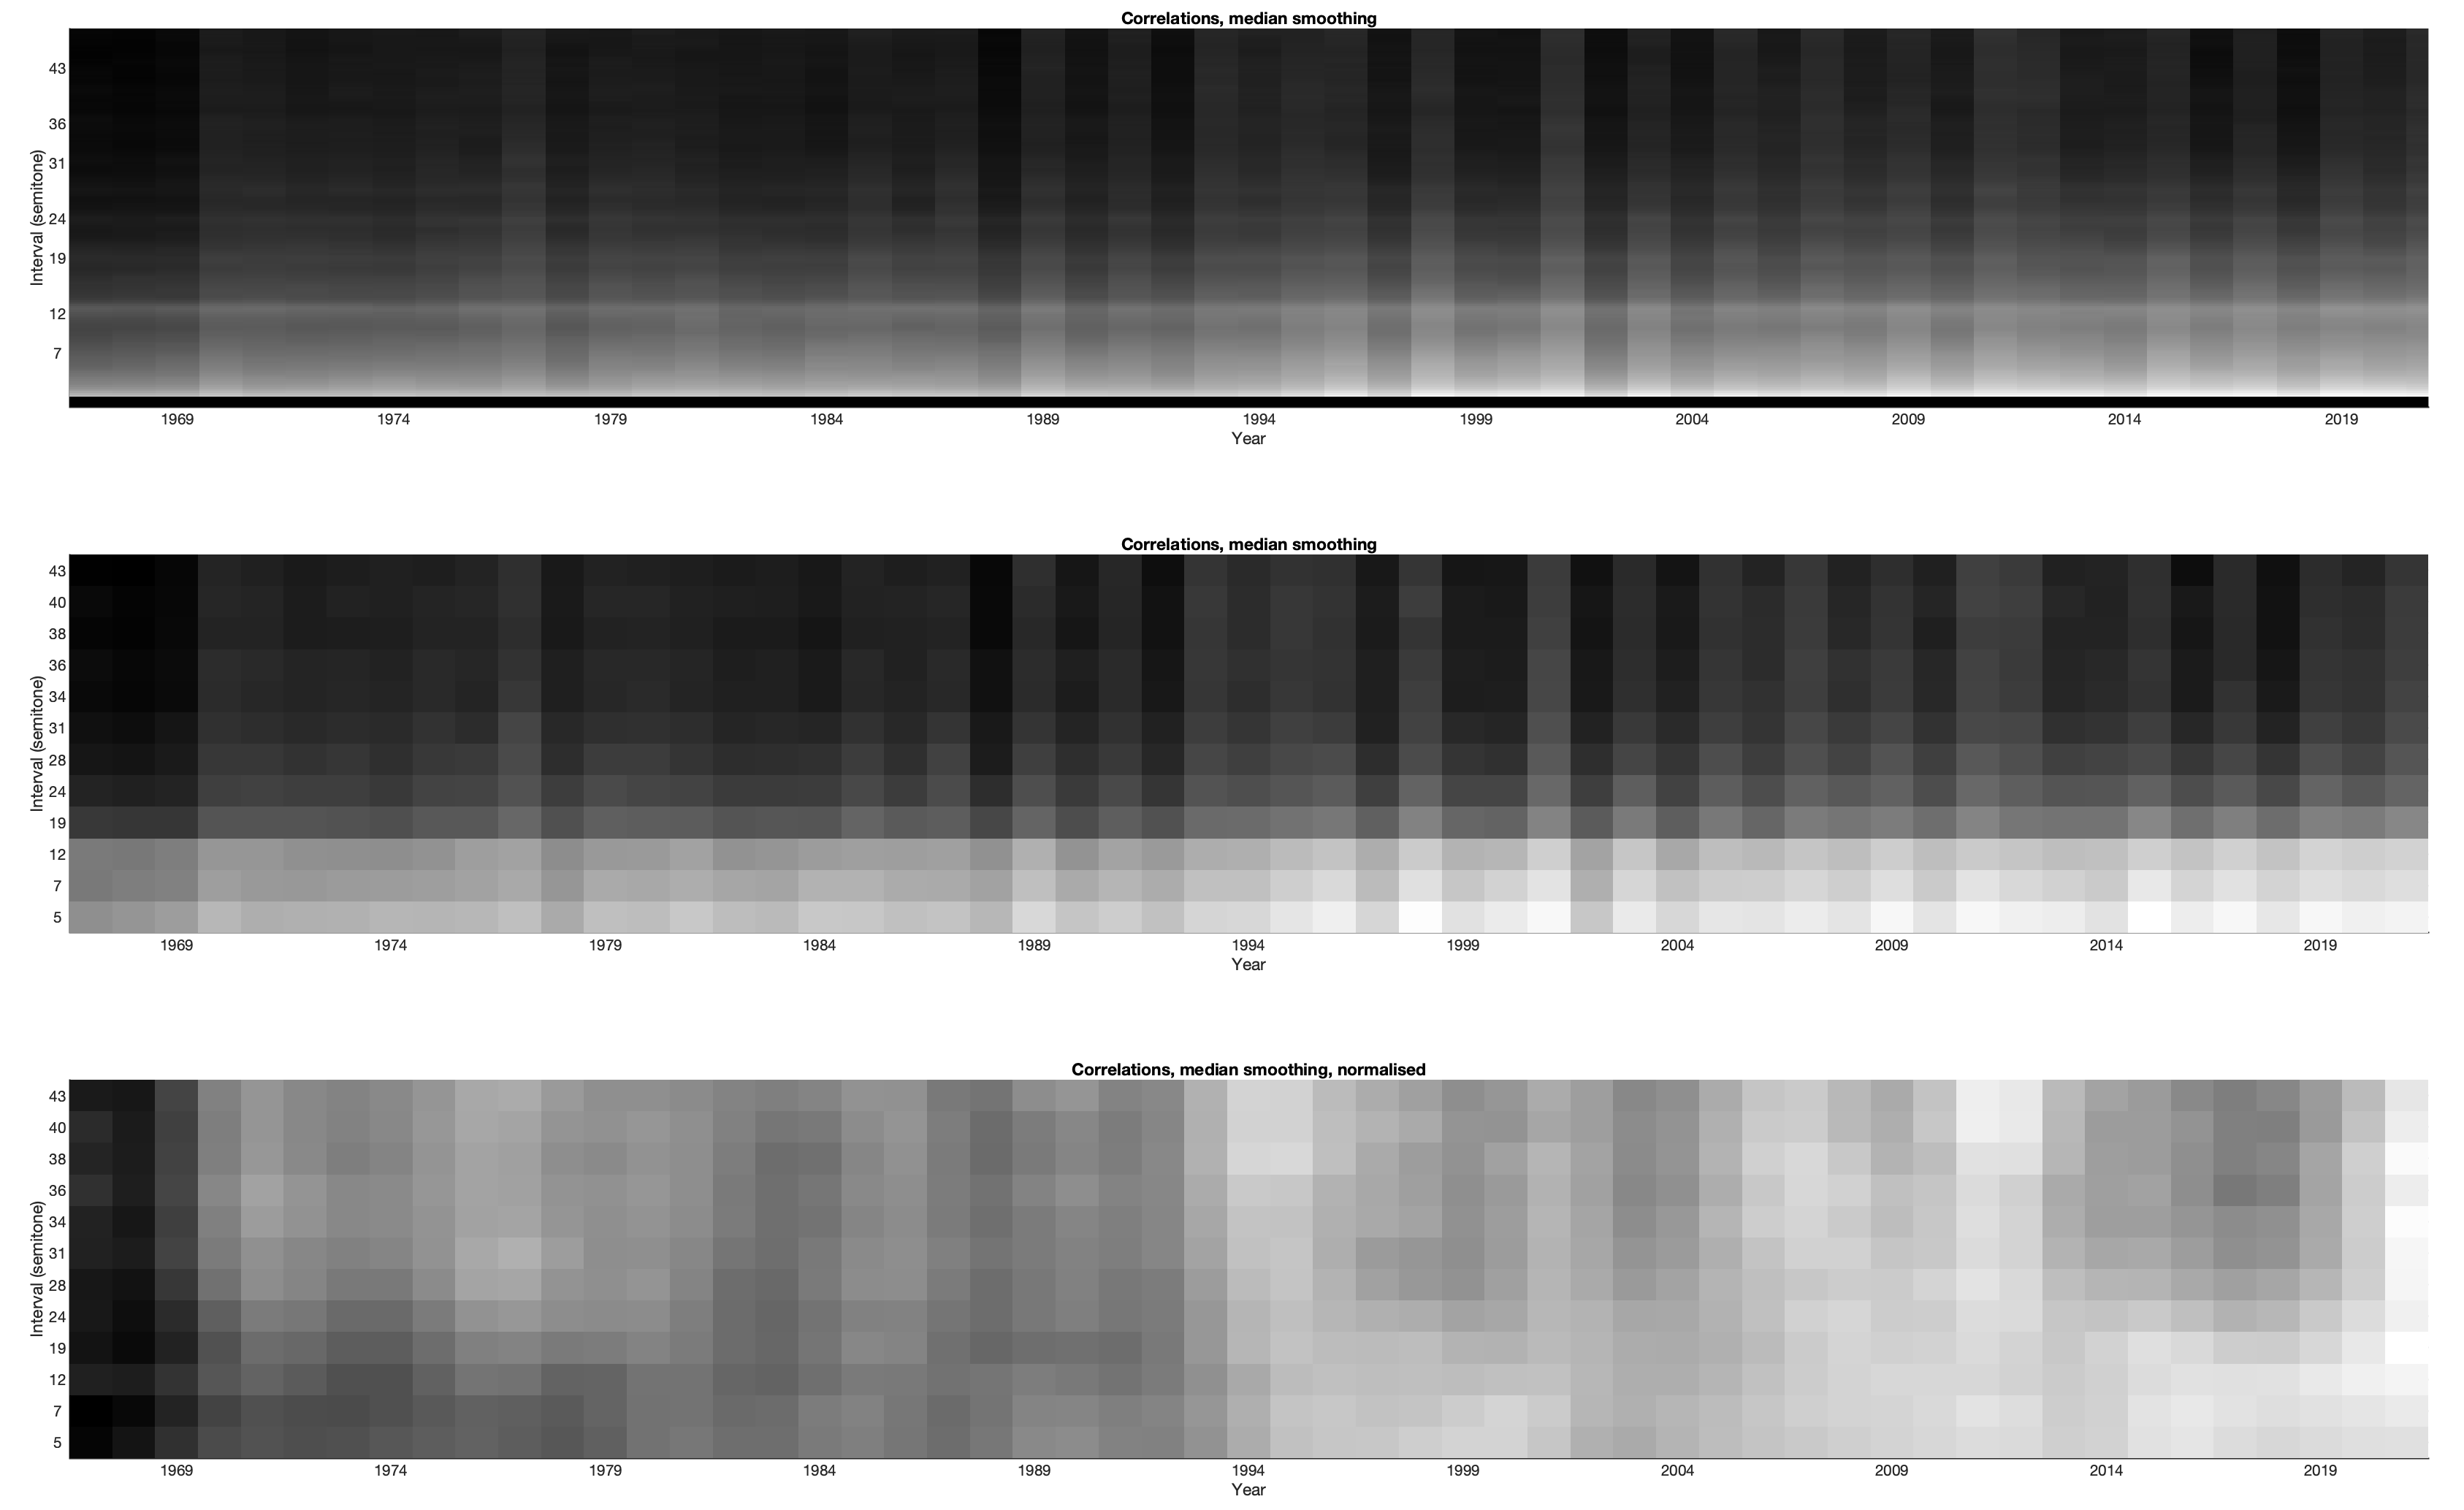 Correlations, median smoothing
Interval (semitone)
43
36
31
24
19
12
7
1969 1974 1979 1984 1989 1994 1999 2004 2009 2014 2019
Year
Correlations, median smoothing
Interval (semitone)
43
40
38
36
34
31
28
24
19
12
7
5
1969 1974 1979 1984 1989 1994 1999 2004 2009 2014 2019
Year
Correlations, median smoothing, normalised
Interval (semitone)
43
40
38
36
34
31
28
24
19
12
7
5
1969 1974 1979 1984 1989 1994 1999 2004 2009 2014 2019
Year